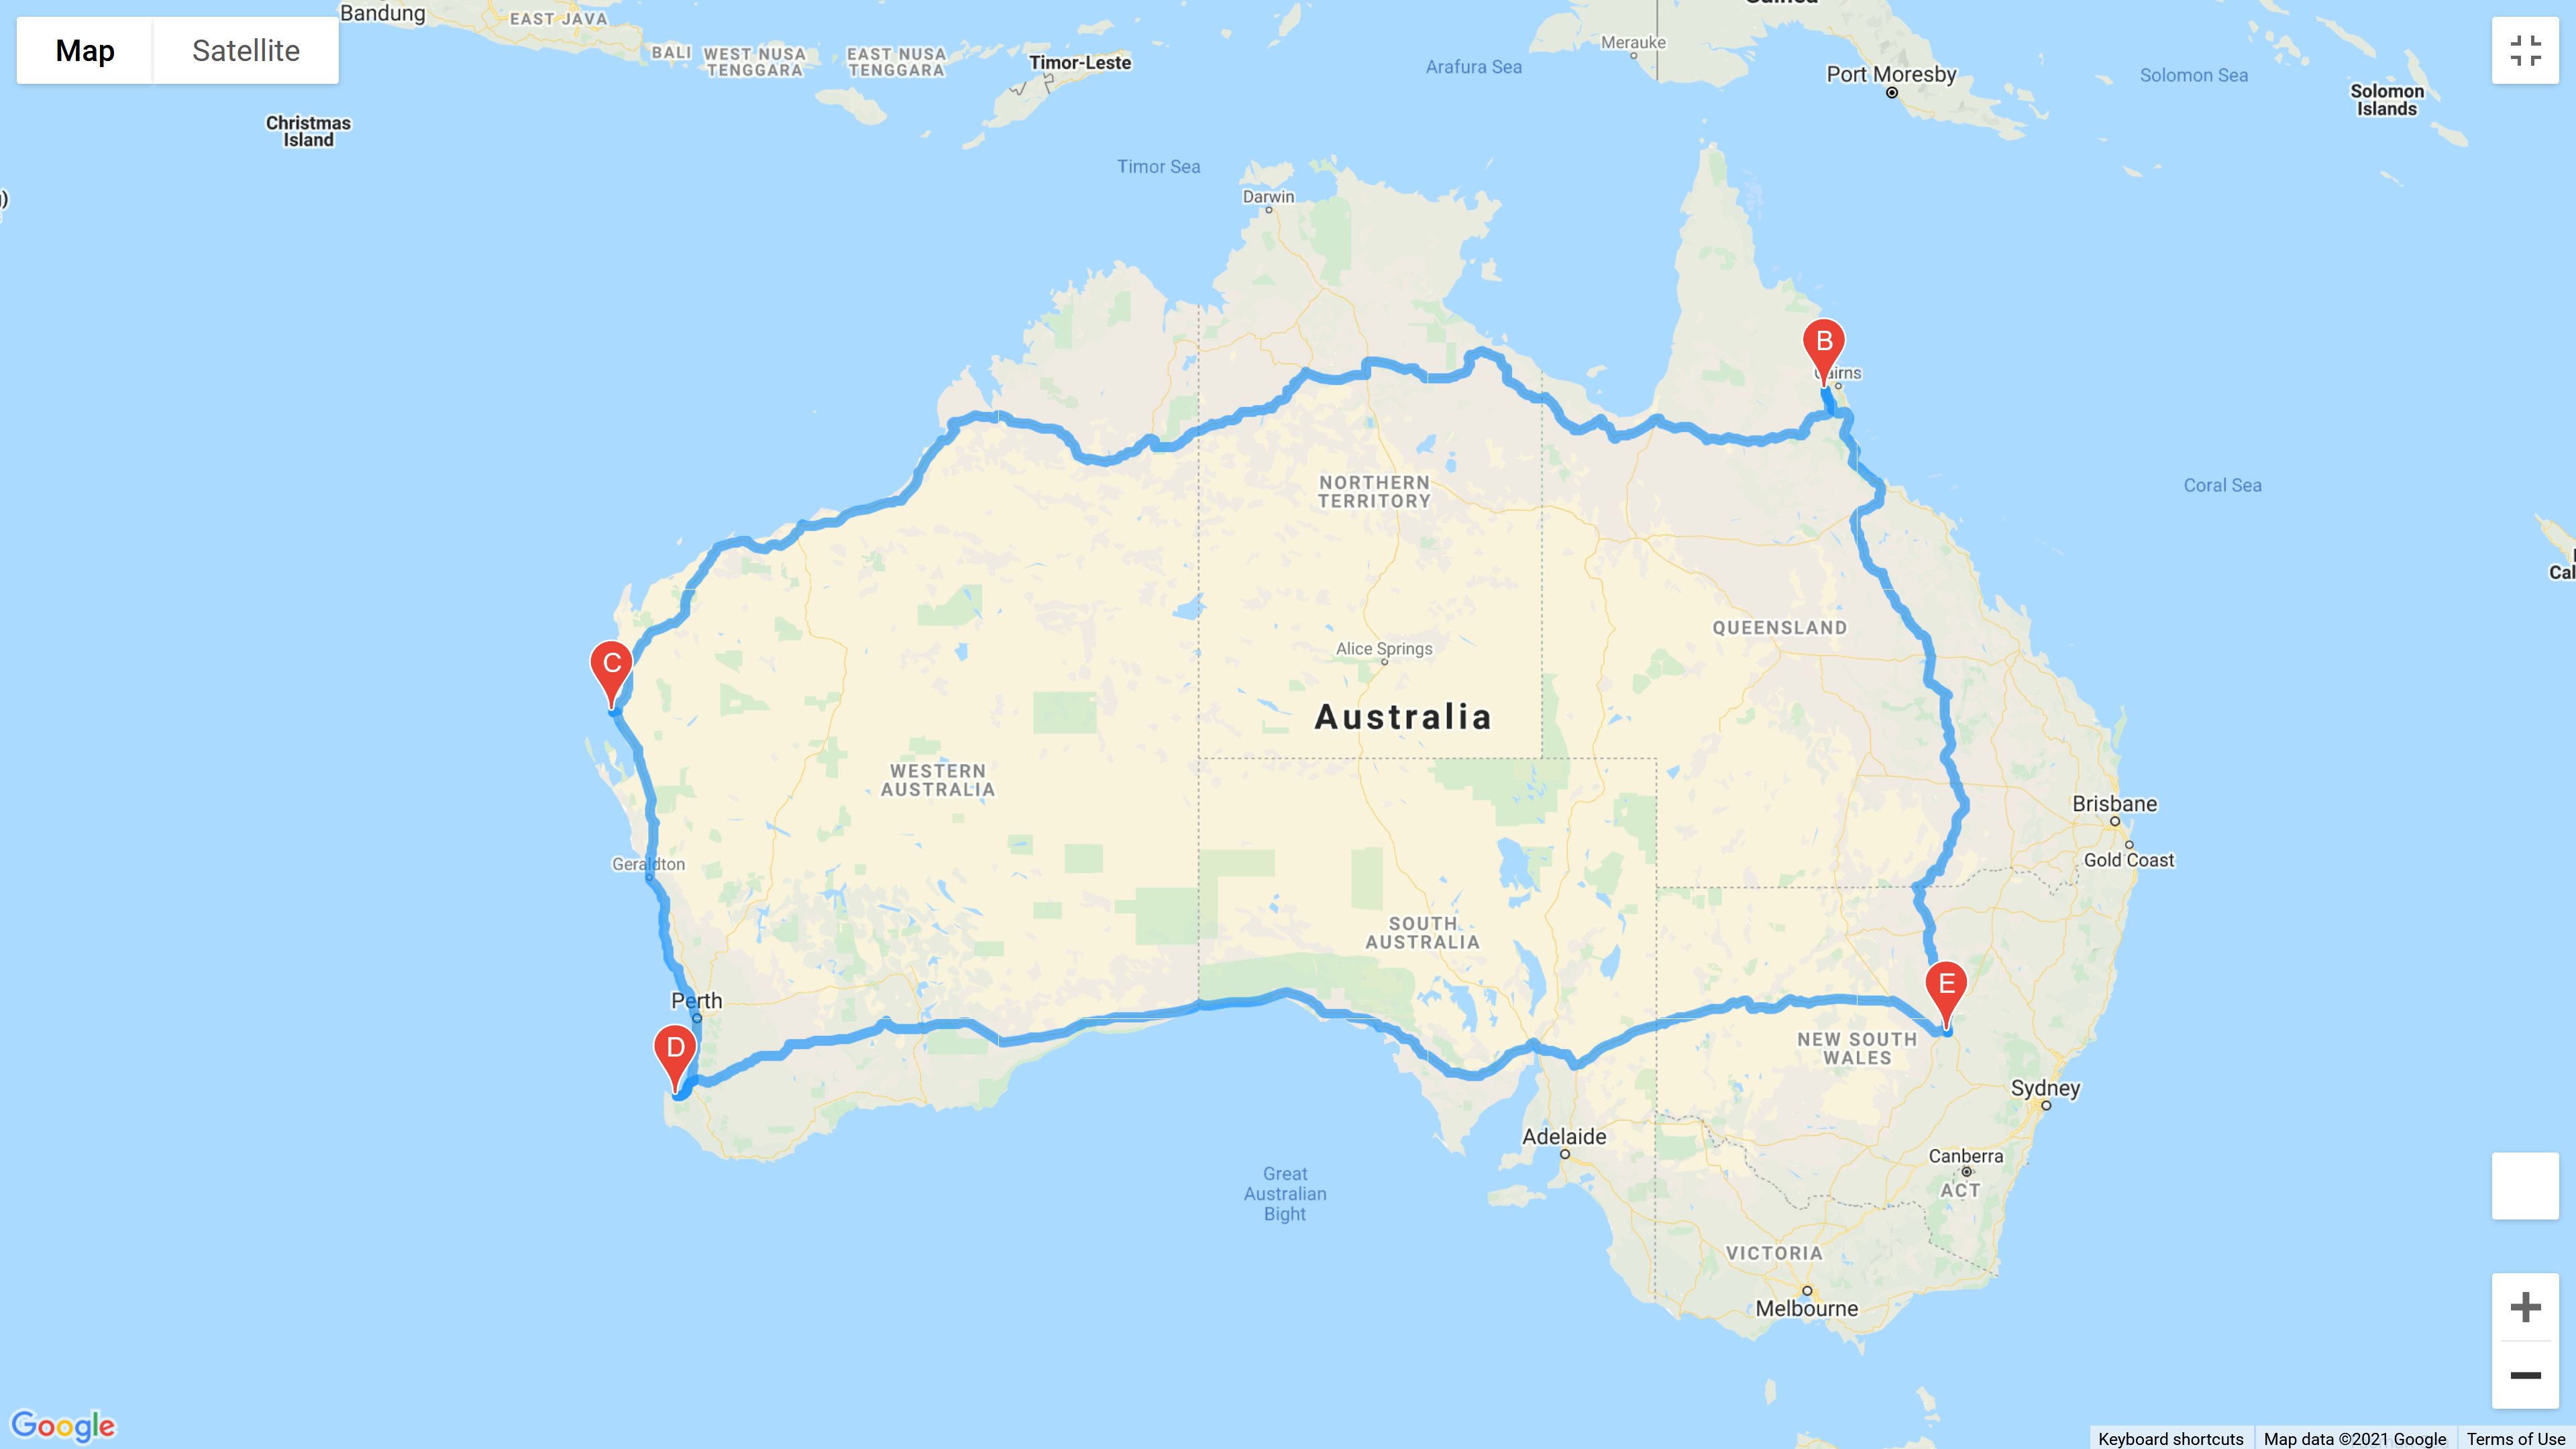 Bandung
EAST JAVA
Guinea
Map
Satellite
BALI
WEST NUSA
TENGGARA
EAST NUSA
TENGGARA
Timor-Leste
Merauke
Arafura Sea
Port Moresby
Solomon Sea
Solomon
Islands
Christmas
Island
Timor Sea
Darwin
)
B
Cairns
NORTHERN
TERRITORY
Coral Sea
Cal
QUEENSLAND
Alice Springs
C
Australia
WESTERN
AUSTRALIA
Brisbane
Gold Coast
Geraldton
SOUTH
AUSTRALIA
E
Perth
D
NEW SOUTH
WALES
Sydney
Adelaide
Canberra
ACT
Great
Australian
Bight
VICTORIA
Melbourne
Google
Keyboard shortcuts
Map data ©2021 Google
Terms of Use